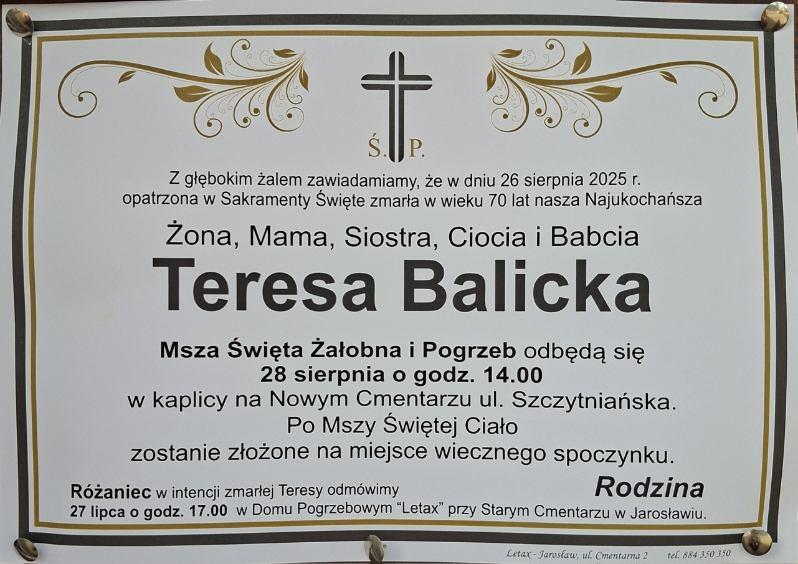 Ś. P.
Z głębokim żalem zawiadamiamy, że w dniu 26 sierpnia 2025 r.
opatrzona w Sakramenty Święte zmarła w wieku 70 lat nasza Najukochańsza
Żona, Mama, Siostra, Ciocia i Babcia
Teresa Balicka
Msza Święta Żałobna i Pogrzeb odbędą się
28 sierpnia o godz. 14.00
w kaplicy na Nowym Cmentarzu ul. Szczytniańska.
Po Mszy Świętej Ciało
zostanie złożone na miejsce wiecznego spoczynku.
Rodzina
Różaniec w intencji zmarłej Teresy odmówimy
27 lipca o godz. 17.00 w Domu Pogrzebowym “Letax” przy Starym Cmentarzu w Jarosławiu.
Letax - Jarosław, ul. Cmentarna 2 tel. 884 350 350